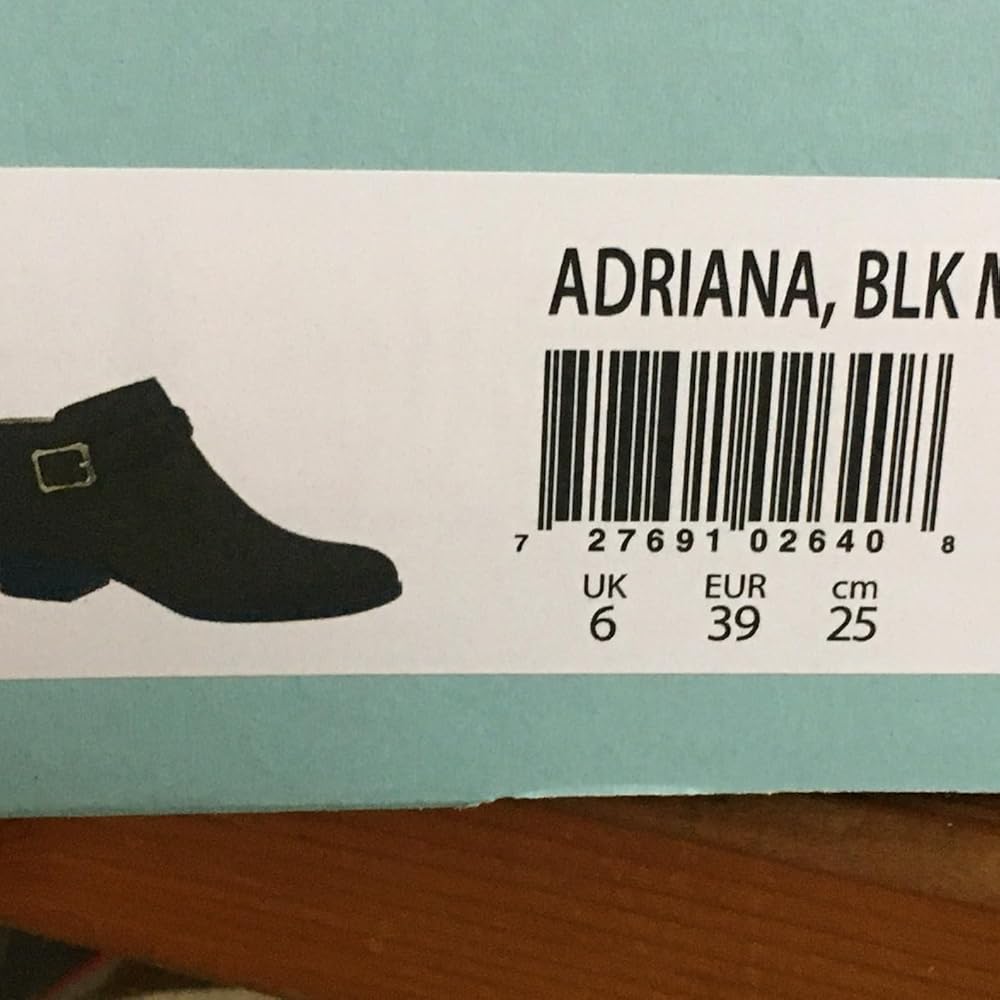 ADRIANA, BLK
7 27691 02640 8
UK EUR cm
6 39 25